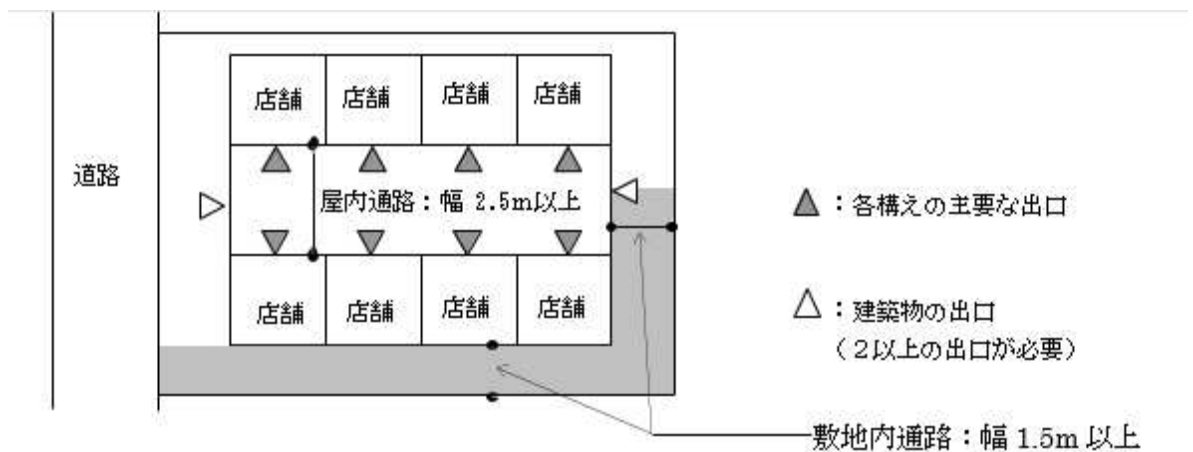 店舗 店舗 店舗 店舗
道路
屋内通路：幅 2.5m以上
店舗 店舗 店舗 店舗
▲：各構えの主要な出口
△：建築物の出口
（２以上の出口が必要）
敷地内通路：幅 1.5m 以上